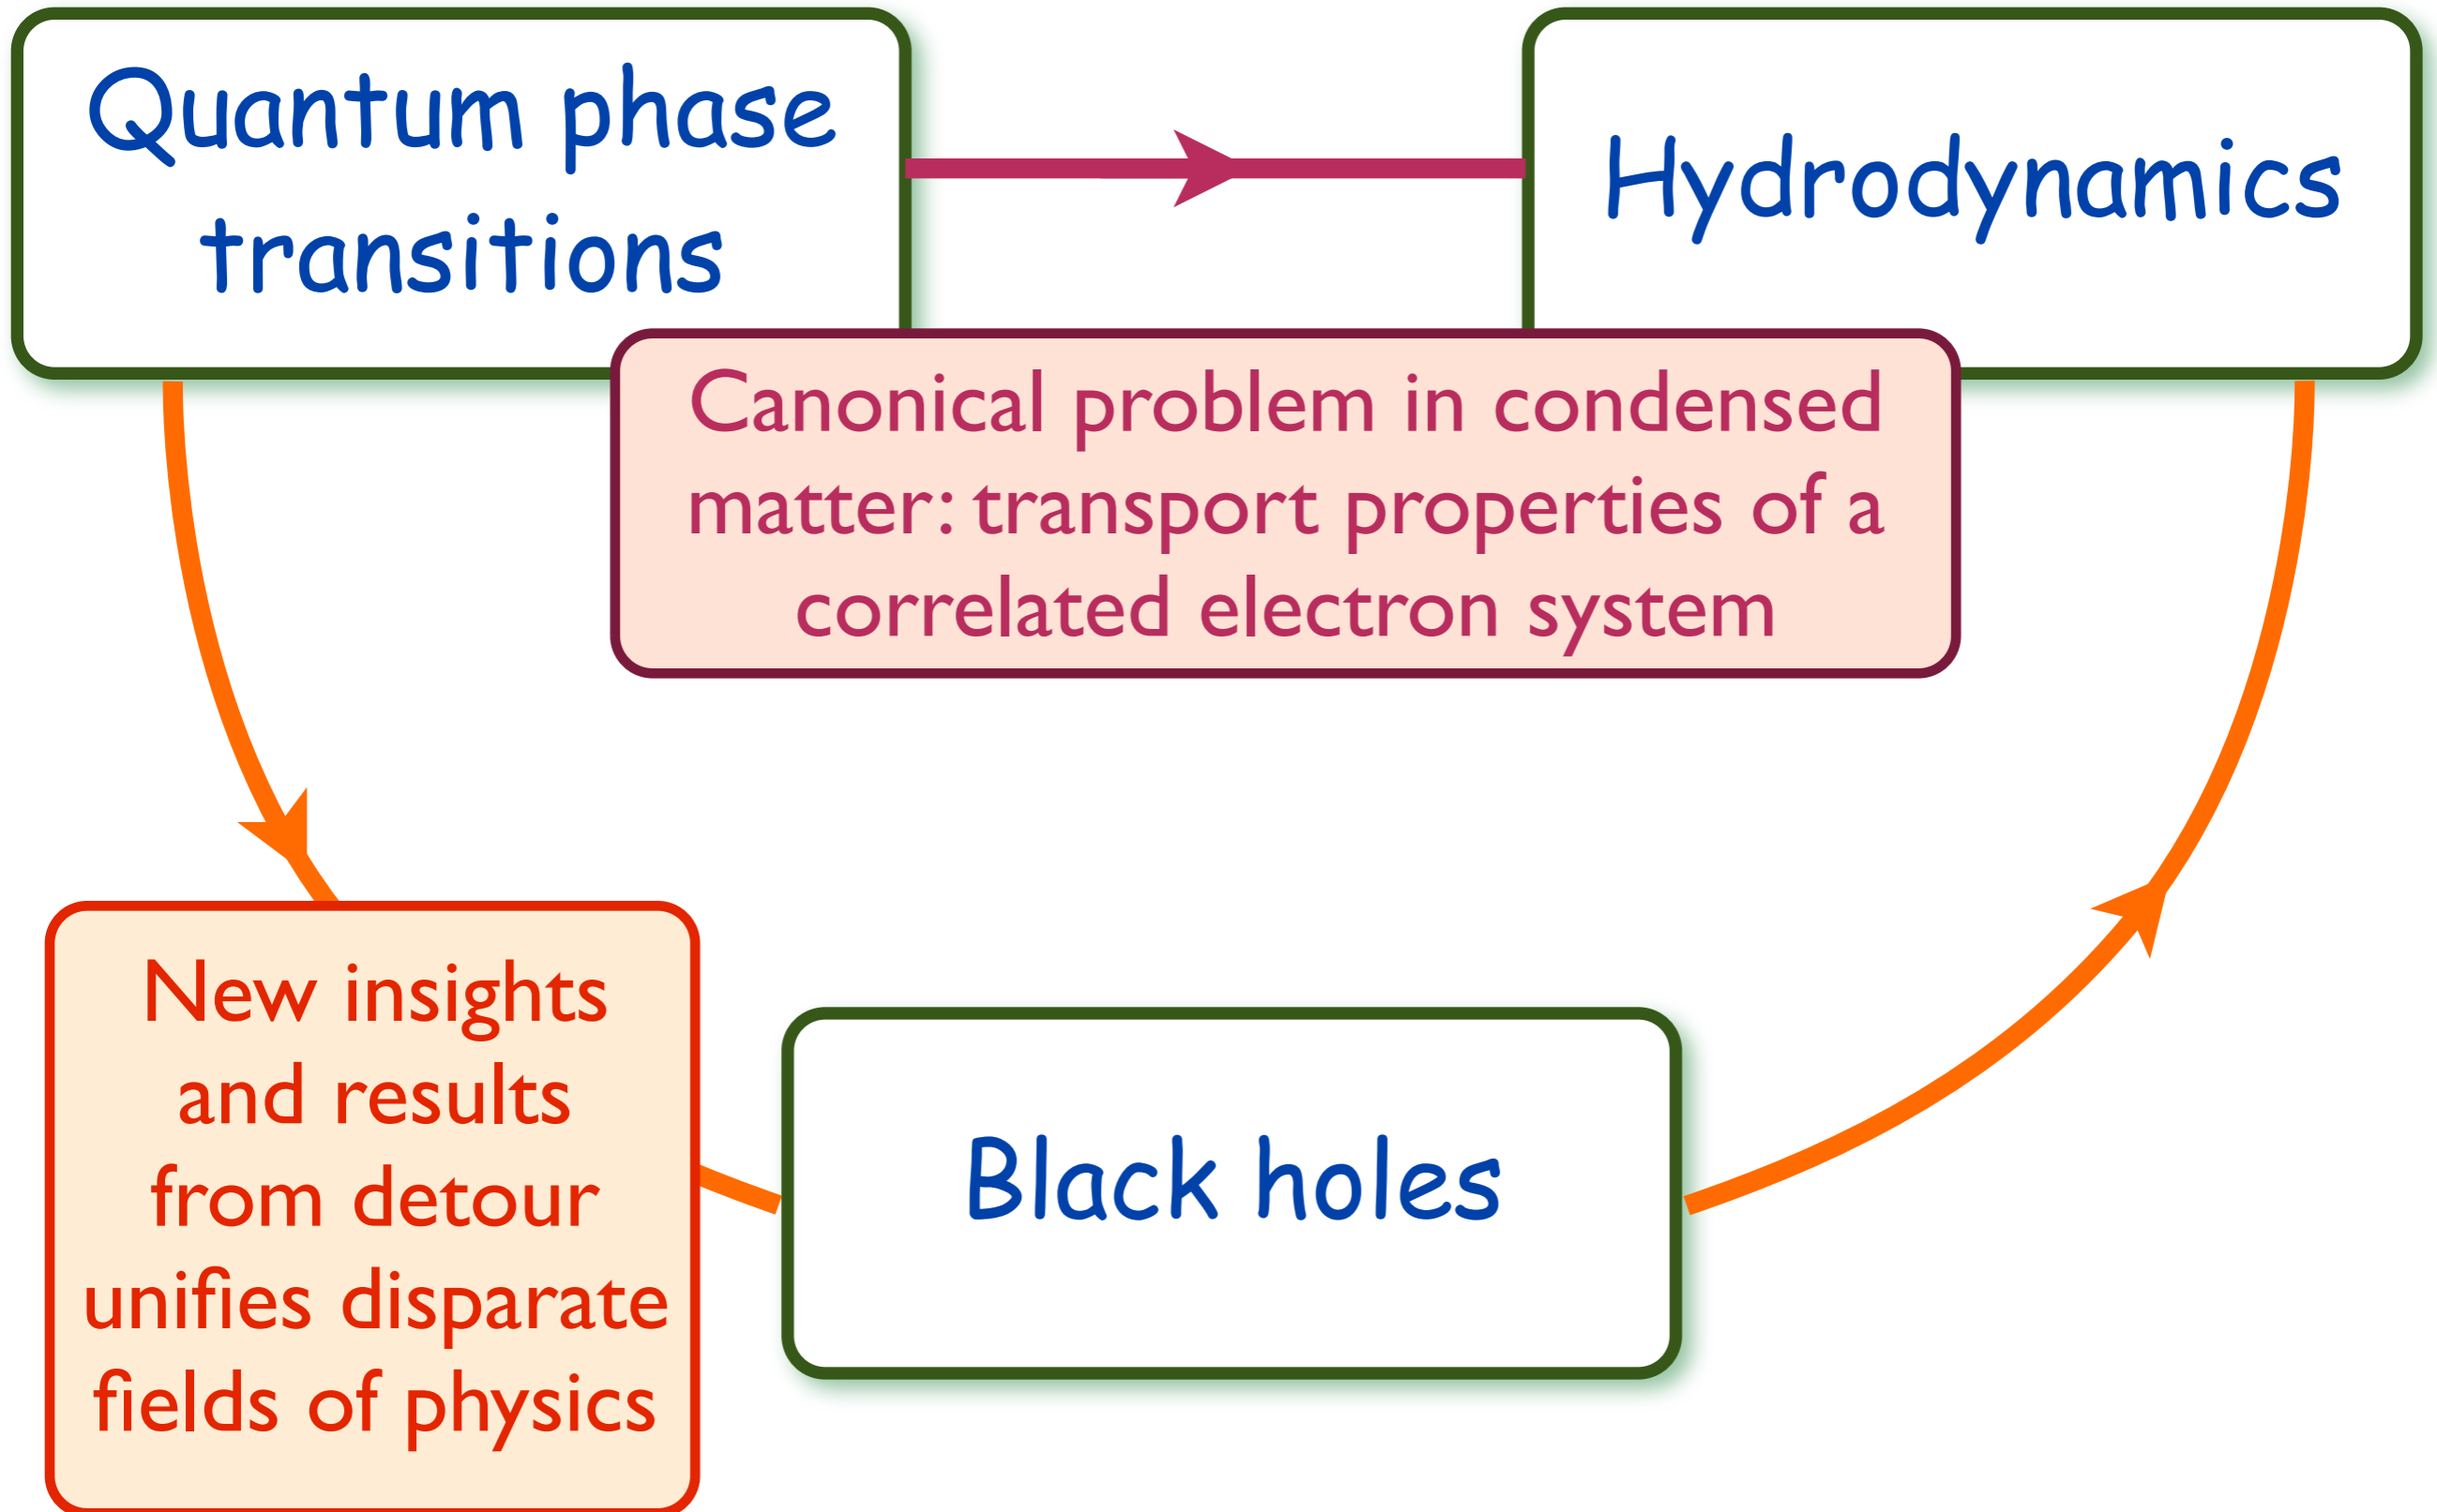 Quantum phase
transitions
Hydrodynamics
Canonical problem in condensed
matter: transport properties of a
correlated electron system
New insights
and results
from detour
unifies disparate
fields of physics
Black holes